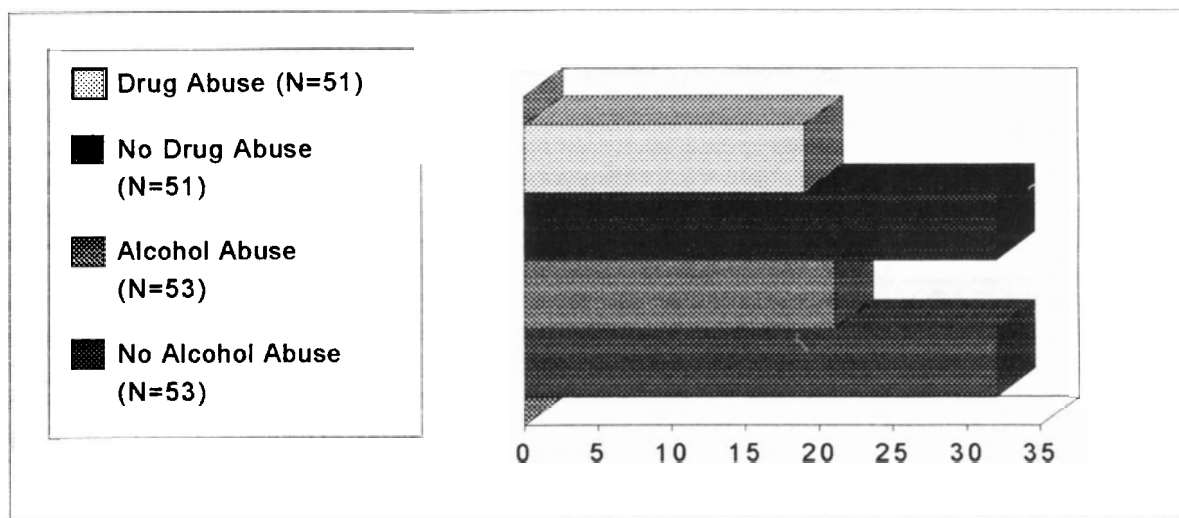 Drug Abuse (N=51)
No Drug Abuse
(N=51)
Alcohol Abuse
(N=53)
No Alcohol Abuse
(N=53)
0 5 10 15 20 25 30 35